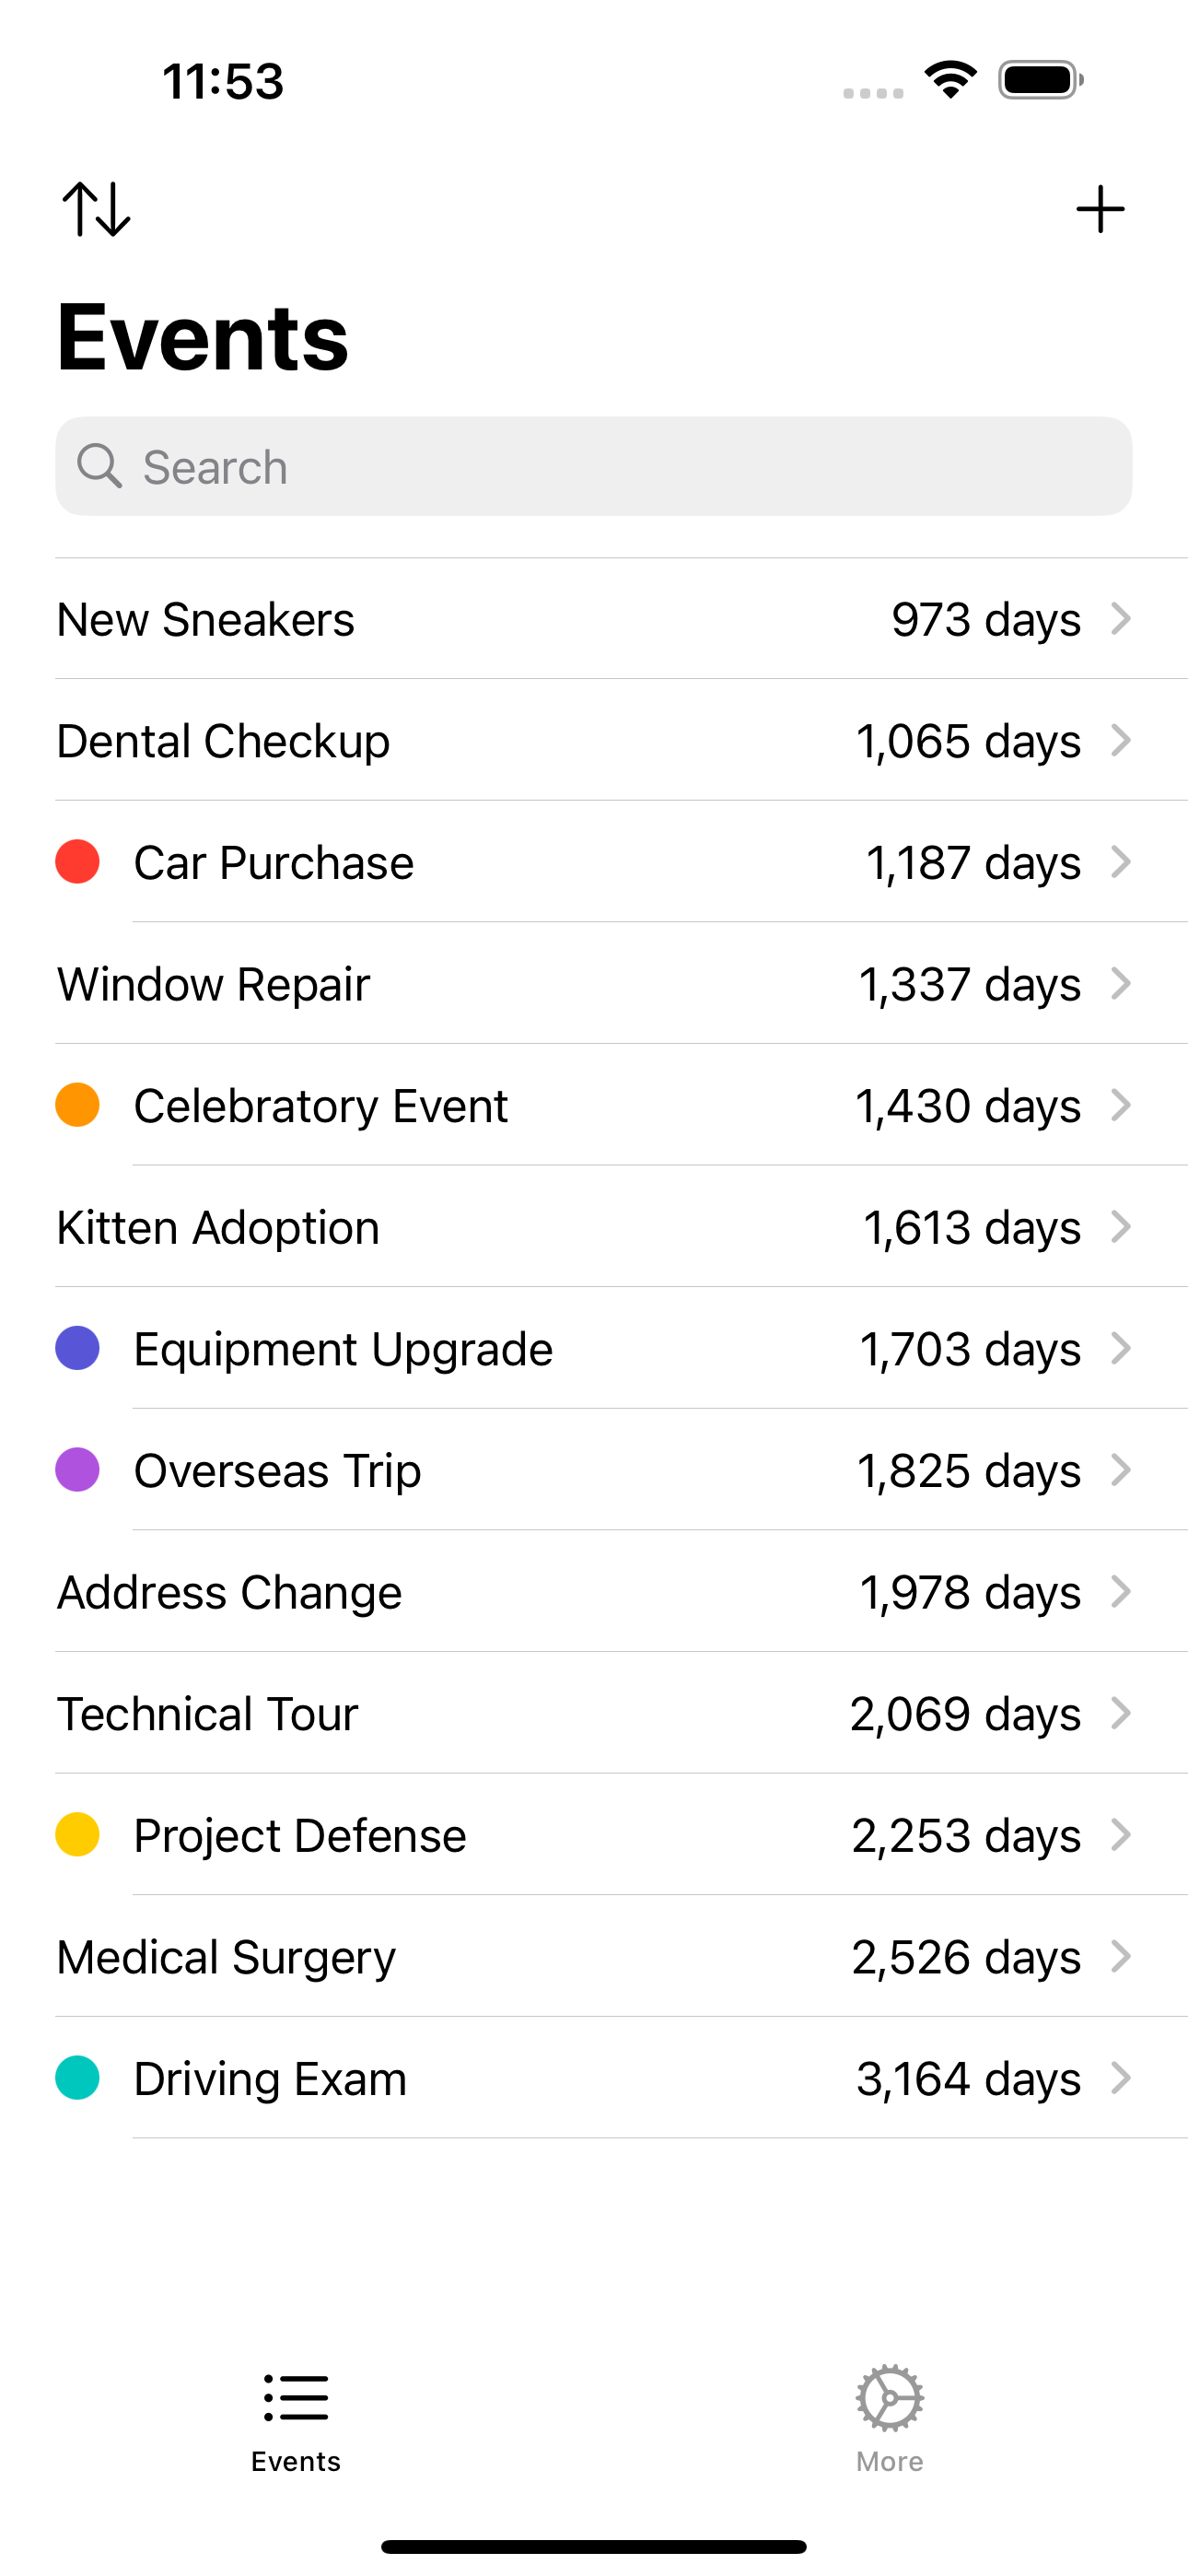 11:53
Events
Search
New Sneakers 973 days
Dental Checkup 1,065 days
Car Purchase 1,187 days
Window Repair 1,337 days
Celebratory Event 1,430 days
Kitten Adoption 1,613 days
Equipment Upgrade 1,703 days
Overseas Trip 1,825 days
Address Change 1,978 days
Technical Tour 2,069 days
Project Defense 2,253 days
Medical Surgery 2,526 days
Driving Exam 3,164 days
Events More